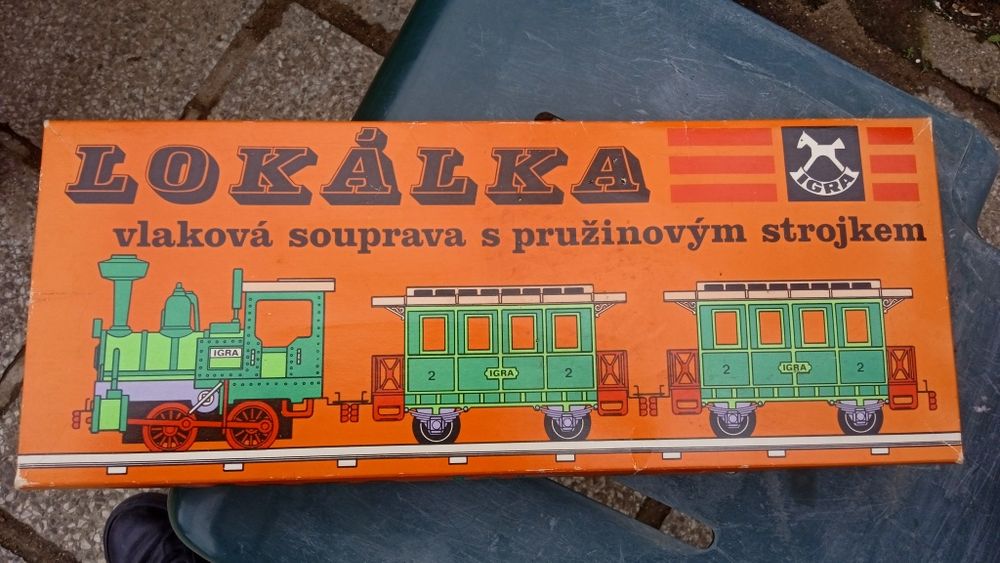 LOKÁLKA
IGRA
vlaková souprava s pružinovým strojkem
IGRA
2 IGRA 2
2 IGRA 2